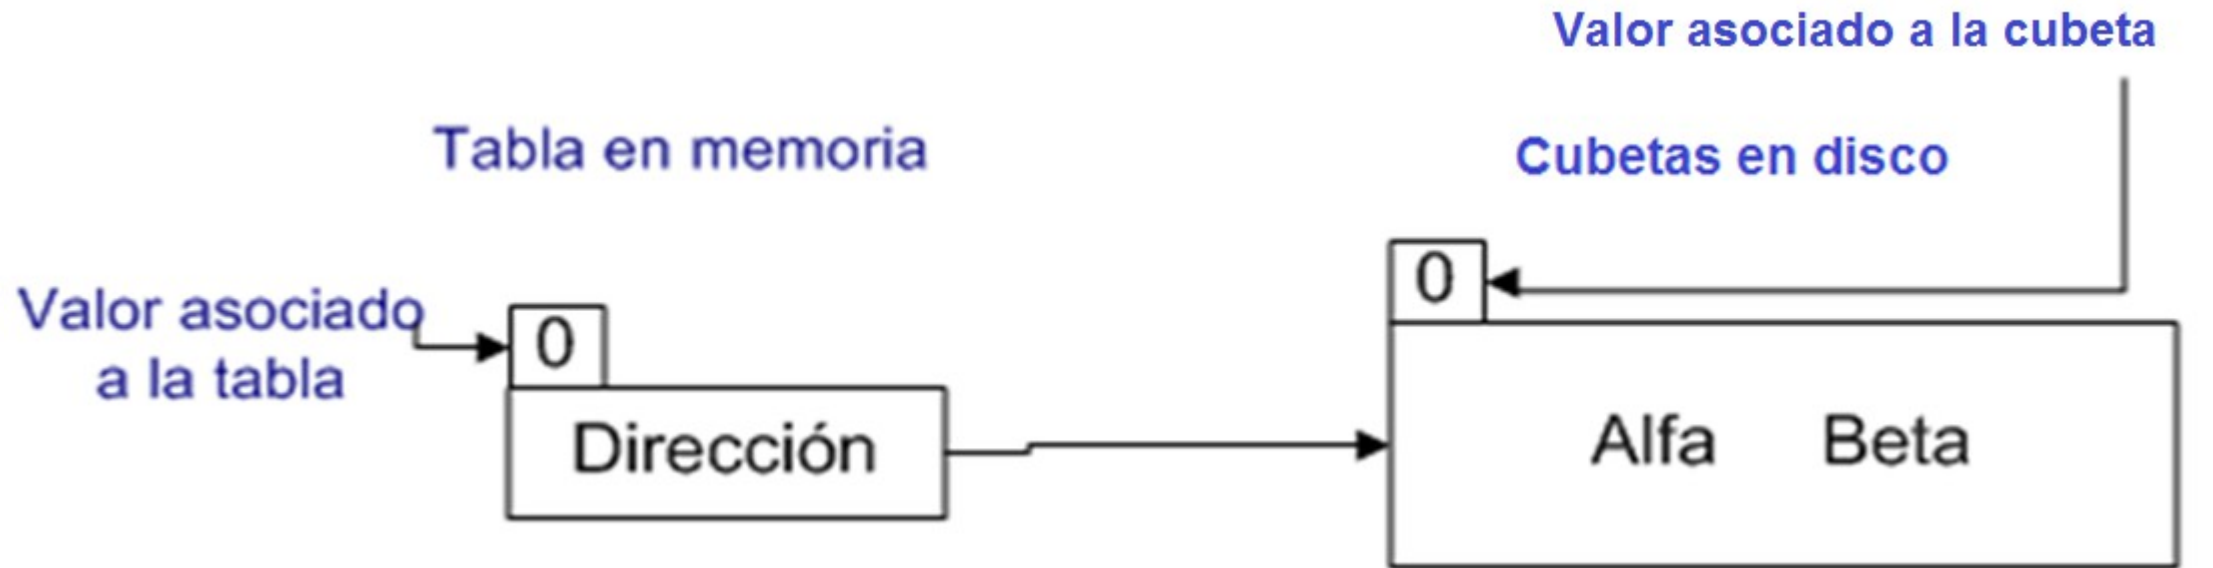 Valor asociado a la cubeta
Tabla en memoria
Cubetas en disco
Valor asociado
a la tabla
0
0
Dirección
Alfa Beta